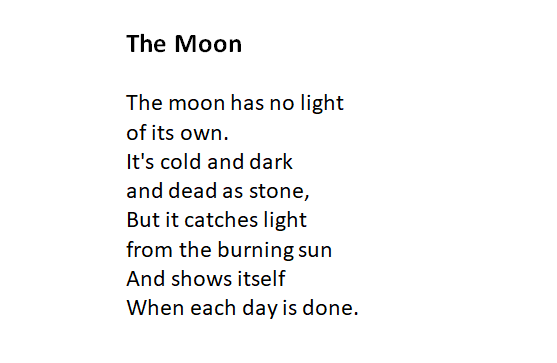 The Moon
The moon has no light
of its own.
It's cold and dark
and dead as stone,
But it catches light
from the burning sun
And shows itself
When each day is done.